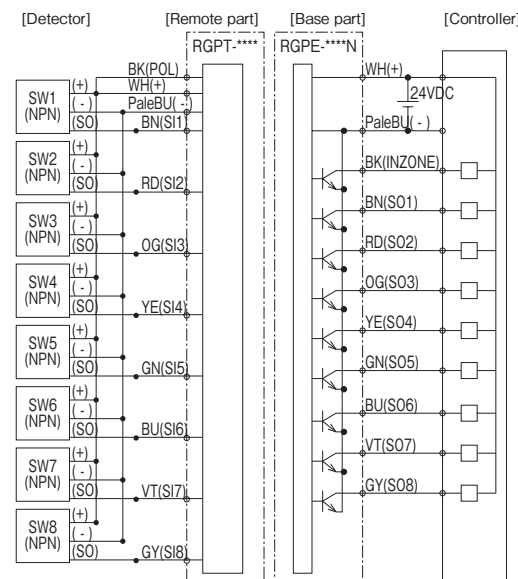 [Detector] [Remote part] [Base part] [Controller]
RGPT-**** RGPE-****N
BK(POL) WH(+)
(+) WH(+)
SW1 (-) PaleBU(-) 24VDC
(NPN) (SO) BN(SI1) PaleBU(-)
(+)
SW2 (-) BK(INZONE)
(NPN) (SO) RD(SI2) BN(SO1)
(+)
SW3 (-) RD(SO2)
(NPN) (SO) OG(SI3)
(+) OG(SO3)
SW4 (-)
(NPN) (SO) YE(SI4) YE(SO4)
(+)
SW5 (-)
(NPN) (SO) GN(SI5) GN(SO5)
(+)
SW6 (-) BU(SO6)
(NPN) (SO) BU(SI6)
(+) VT(SO7)
SW7 (-)
(NPN) (SO) VT(SI7) GY(SO8)
(+)
SW8 (-)
(NPN) (SO) GY(SI8)